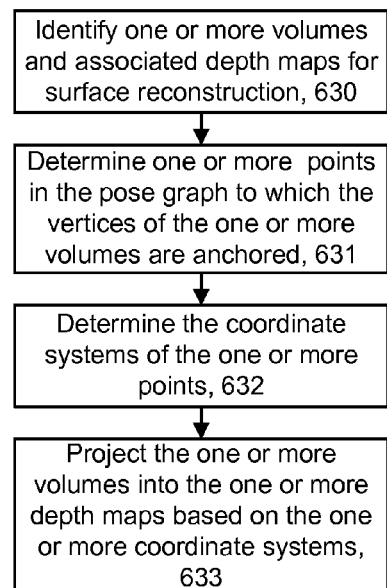 Identify one or more volumes
and associated depth maps for
surface reconstruction, 630
Determine one or more points
in the pose graph to which the
vertices of the one or more
volumes are anchored, 631
Determine the coordinate
systems of the one or more
points, 632
Project the one or more
volumes into the one or more
depth maps based on the one
or more coordinate systems,
633